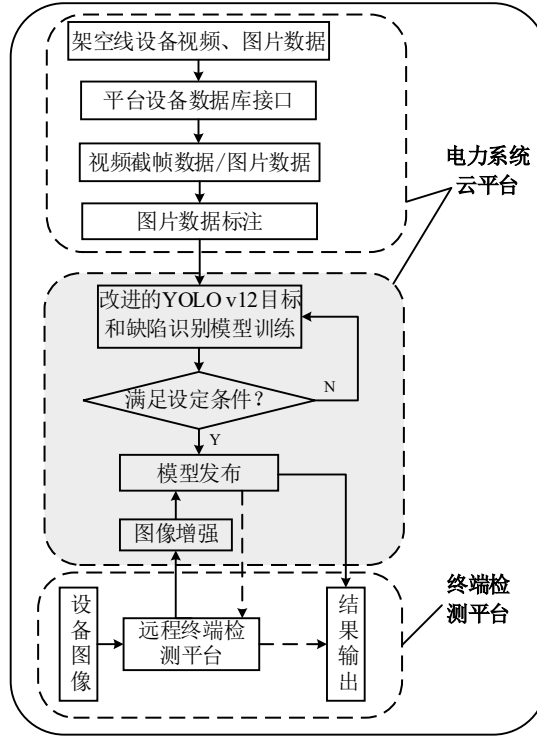 架空线设备视频、图片数据
平台设备数据库接口
视频截帧数据/图片数据
图片数据标注
电力系统
云平台
改进的YOLO v12目标
和缺陷识别模型训练
满足设定条件？
N
Y
模型发布
图像增强
设备图像
远程终端检
测平台
结果输出
终端检
测平台